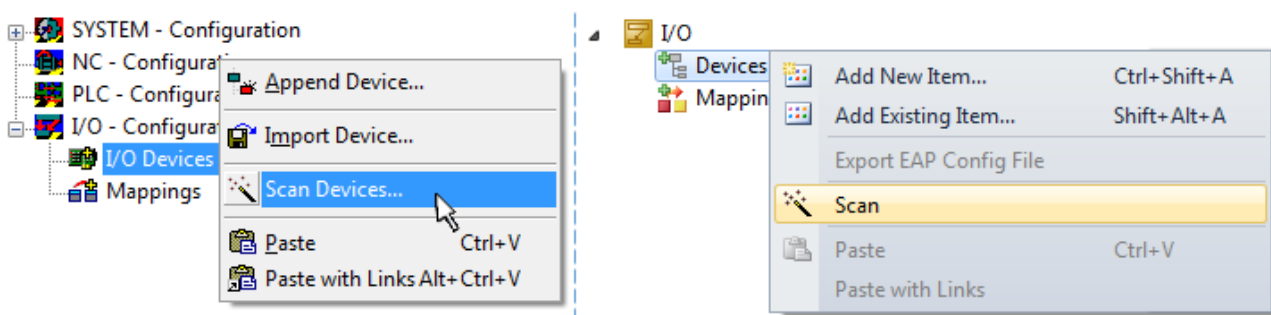 SYSTEM - Configuration
NC - Configurat
PLC - Configura
I/O - Configurat
I/O Devices
Mappings
Append Device...
Import Device...
Scan Devices...
Paste Ctrl+V
Paste with Links Alt+Ctrl+V
I/O
Devices
Mappin
Add New Item... Ctrl+Shift+A
Add Existing Item... Shift+Alt+A
Export EAP Config File
Scan
Paste Ctrl+V
Paste with Links